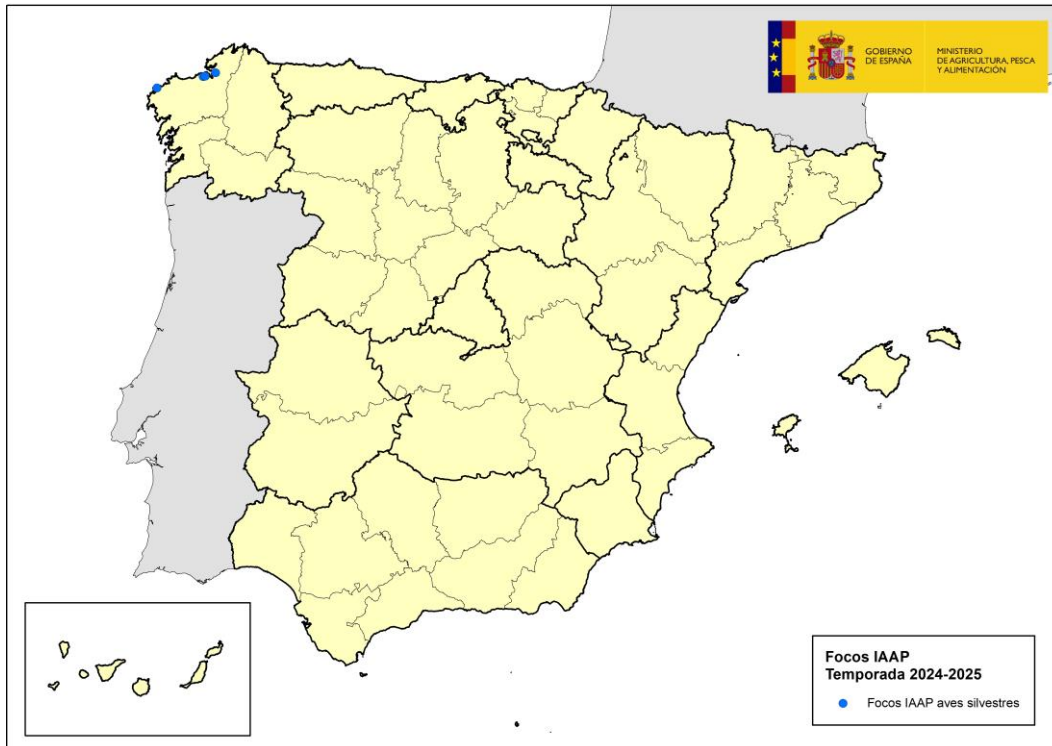 GOBIERNO
DE ESPAÑA
MINISTERIO
DE AGRICULTURA, PESCA
Y ALIMENTACIÓN
Focos IAAP
Temporada 2024-2025
Focos IAAP aves silvestres